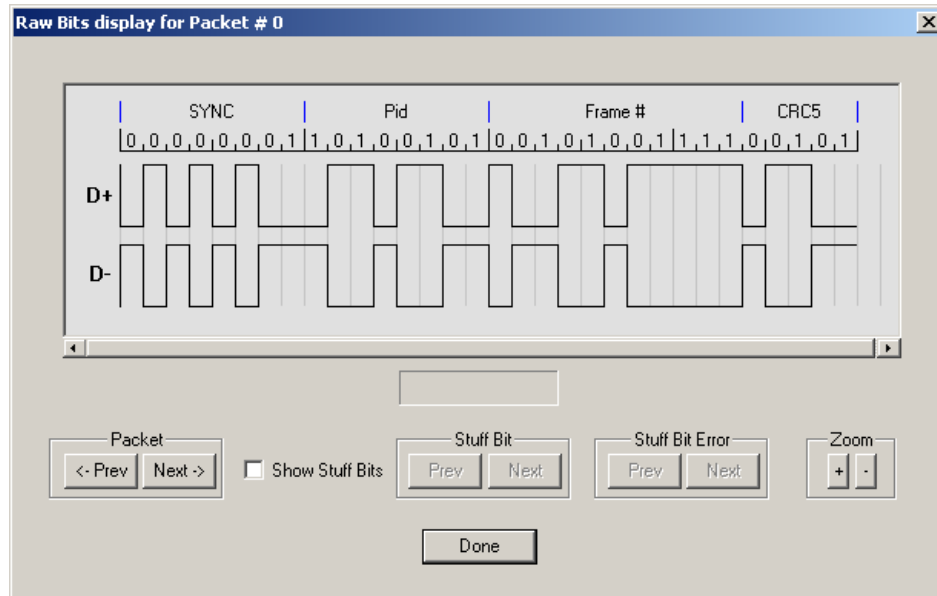 Raw Bits display for Packet # 0
SYNC Pid Frame # CRC5
0,0,0,0,0,0,0,1 1,0,1,0,0,1,0,1 0,0,1,0,1,0,0,1,1,1,1,0,0,1,0,1
D+
D-
Packet Stuff Bit Stuff Bit Error Zoom
<- Prev Next -> Show Stuff Bits Prev Next Prev Next + -
Done